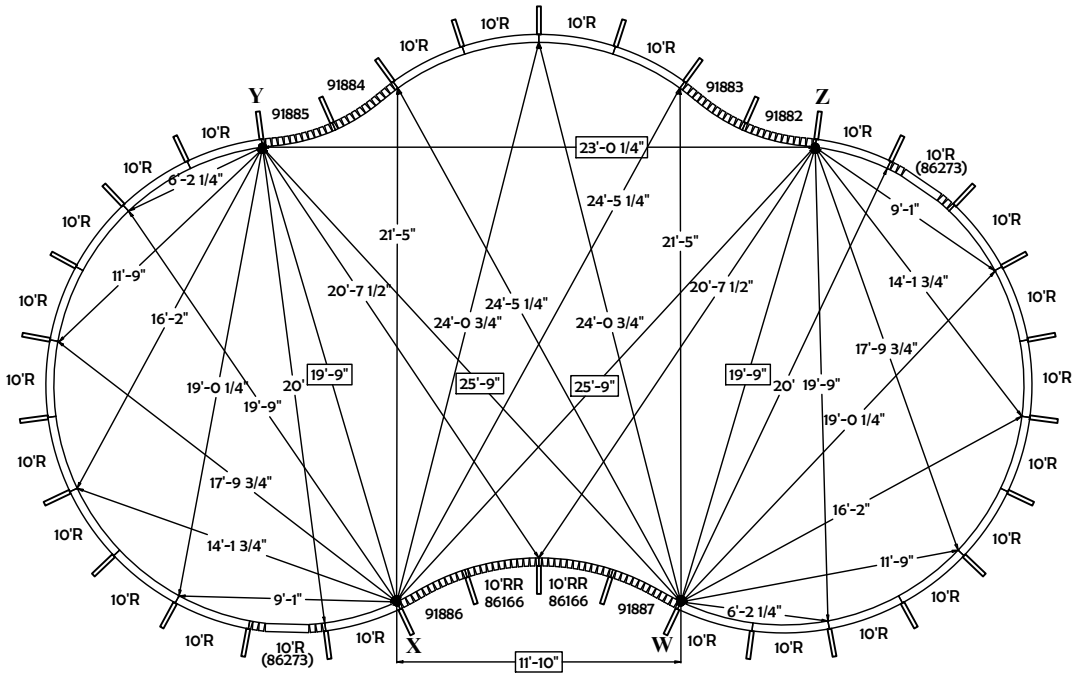 10'R
10'R
10'R
10'R
91884
91883
Y
91885
91882
Z
10'R
10'R
10'R
(86273)
23'-0 1/4"
6'-2 1/4"
10'R
10'R
9'-1"
24'-5 1/4"
10'R
10'R
21'-5"
21'-5"
11'-9"
14'-1 3/4"
20'-7 1/2"
20'-7 1/2"
10'R
10'R
24'-5 1/4"
16'-2"
24'-0 3/4"
24'-0 3/4"
17'-9 3/4"
10'R
19'-0 1/4"
20'
19'-9"
19'-9"
25'-9"
25'-9"
19'-9"
20'
19'-9"
10'R
19'-0 1/4"
10'R
10'R
17'-9 3/4"
16'-2"
10'R
10'R
14'-1 3/4"
11'-9"
10'R
10'R
9'-1"
91886
10'RR
86166
10'RR
86166
91887
6'-2 1/4"
10'R
10'R
10'R
10'R
(86273)
10'R
X
W
10'R
10'R
11'-10"